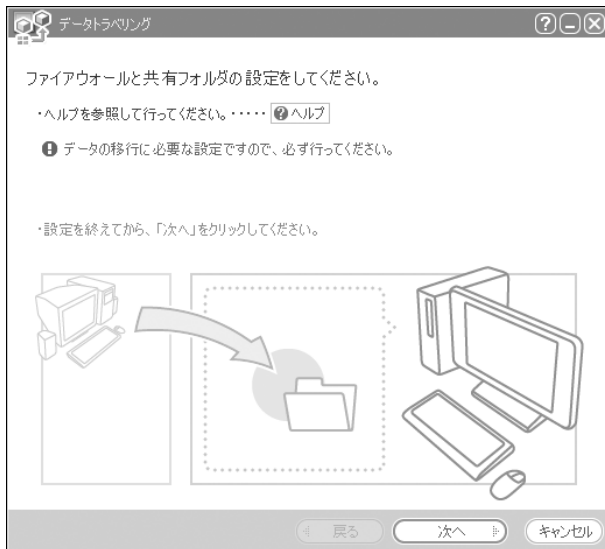 データトラベリング
ファイアウォールと共有フォルダの設定をしてください。
・ヘルプを参照して行ってください。・・・・・ ?ヘルプ
! データの移行に必要な設定ですので、必ず行ってください。
・設定を終えてから、「次へ」をクリックしてください。
戻る 次へ キャンセル